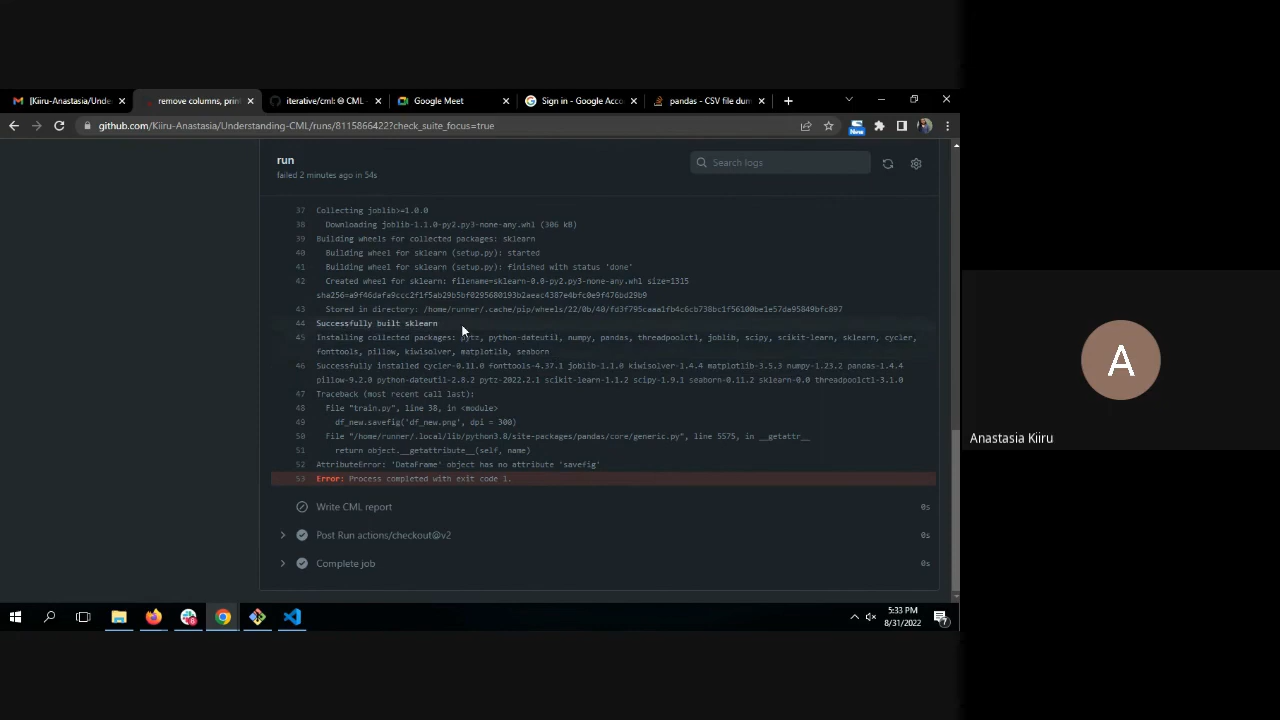 [Kiiru-Anastasia/Unde
remove columns, prin
iterative/cml: ♾️ CML -
Google Meet
Sign in - Google Acco
pandas - CSV file dum
github.com/Kiiru-Anastasia/Understanding-CML/runs/8115866422?check_suite_focus=true
New
run
failed 2 minutes ago in 54s
Search logs
37 Collecting joblib>=1.0.0
38 Downloading joblib-1.1.0-py2.py3-none-any.whl (306 kB)
39 Building wheels for collected packages: sklearn
40 Building wheel for sklearn (setup.py): started
41 Building wheel for sklearn (setup.py): finished with status 'done'
42 Created wheel for sklearn: filename=sklearn-0.0-py2.py3-none-any.whl size=1315
sha256=a9f46dafa9ccc2f1f5ab29b5bf0295680193b2aeac4387e4bfc0e9f476bd29b9
43 Stored in directory: /home/runner/.cache/pip/wheels/22/0b/40/fd3f795caaa1fb4c6cb738bc1f56100be1e57da95849bfc897
44 Successfully built sklearn
45 Installing collected packages: pytz, python-dateutil, numpy, pandas, threadpoolctl, joblib, scipy, scikit-learn, sklearn, cycler,
fonttools, pillow, kiwisolver, matplotlib, seaborn
46 Successfully installed cycler-0.11.0 fonttools-4.37.1 joblib-1.1.0 kiwisolver-1.4.4 matplotlib-3.5.3 numpy-1.23.2 pandas-1.4.4
pillow-9.2.0 python-dateutil-2.8.2 pytz-2022.2.1 scikit-learn-1.1.2 scipy-1.9.1 seaborn-0.11.2 sklearn-0.0 threadpoolctl-3.1.0
47 Traceback (most recent call last):
48 File "train.py", line 38, in <module>
49 df_new.savefig('df_new.png', dpi = 300)
50 File "/home/runner/.local/lib/python3.8/site-packages/pandas/core/generic.py", line 5575, in __getattr__
51 return object.__getattribute__(self, name)
52 AttributeError: 'DataFrame' object has no attribute 'savefig'
53 Error: Process completed with exit code 1.
Write CML report 0s
Post Run actions/checkout@v2 0s
Complete job 0s
A
Anastasia Kiiru
5:33 PM
8/31/2022